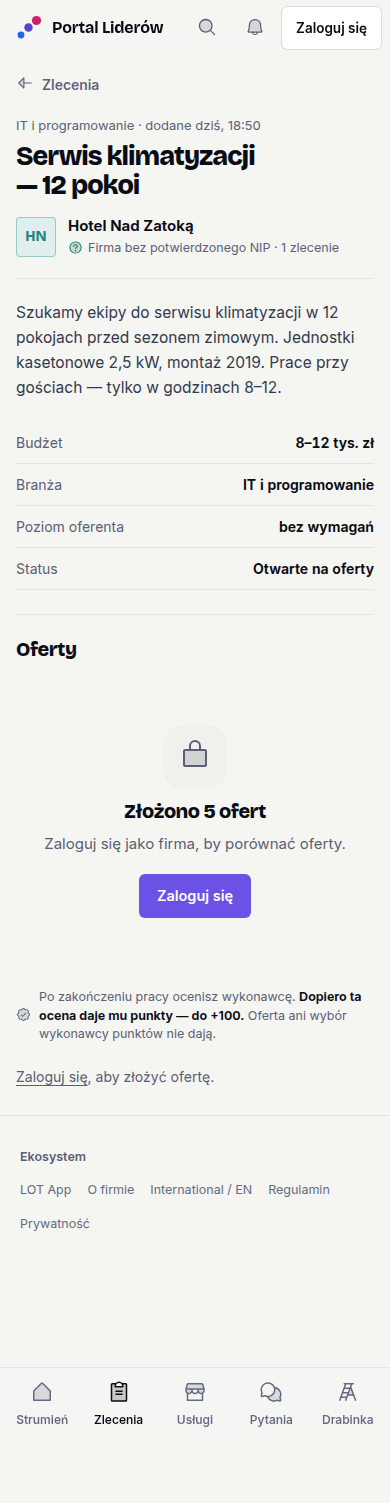 Portal Liderów
Zaloguj się
Zlecenia
IT i programowanie · dodane dziś, 18:50
Serwis klimatyzacji
— 12 pokoi
HN
Hotel Nad Zatoką
Firma bez potwierdzonego NIP · 1 zlecenie
Szukamy ekipy do serwisu klimatyzacji w 12
pokojach przed sezonem zimowym. Jednostki
kasetonowe 2,5 kW, montaż 2019. Prace przy
gościach — tylko w godzinach 8–12.
Budżet 8–12 tys. zł
Branża IT i programowanie
Poziom oferenta bez wymagań
Status Otwarte na oferty
Oferty
Złożono 5 ofert
Zaloguj się jako firma, by porównać oferty.
Zaloguj się
Po zakończeniu pracy ocenisz wykonawcę. Dopiero ta
ocena daje mu punkty — do +100. Oferta ani wybór
wykonawcy punktów nie dają.
Zaloguj się, aby złożyć ofertę.
Ekosystem
LOT App O firmie International / EN Regulamin
Prywatność
Strumień Zlecenia Usługi Pytania Drabinka